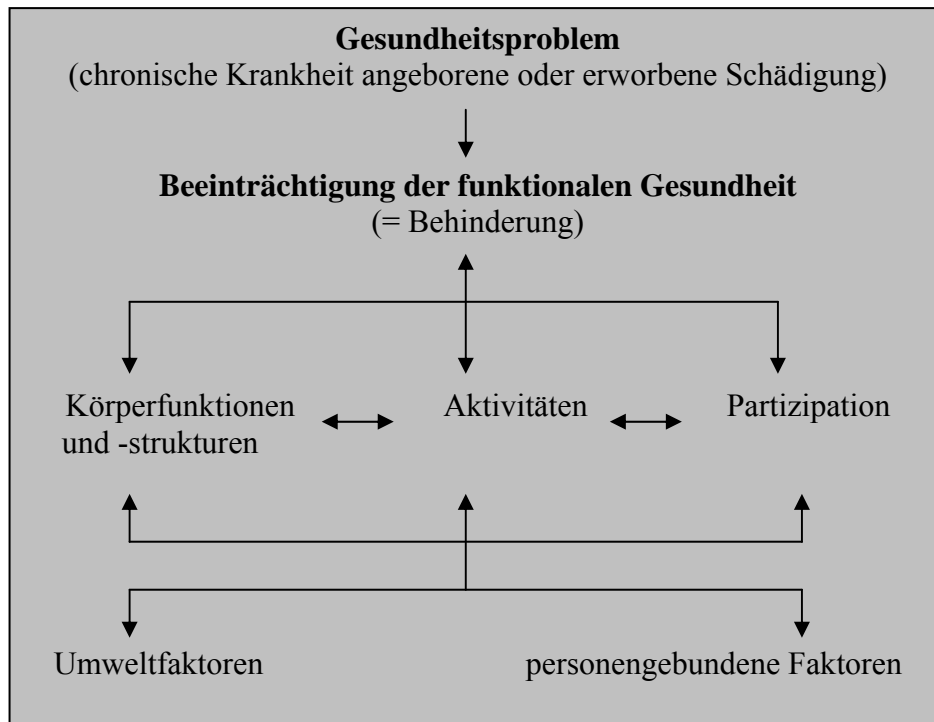 Gesundheitsproblem
(chronische Krankheit angeborene oder erworbene Schädigung)
Beeinträchtigung der funktionalen Gesundheit
(= Behinderung)
Körperfunktionen
und -strukturen
Aktivitäten
Partizipation
Umweltfaktoren
personengebundene Faktoren